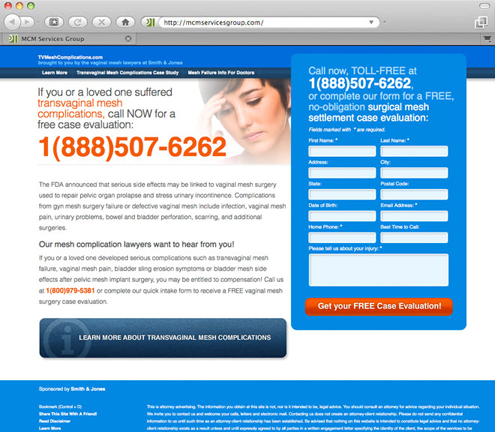 MCM Services Group
http://mcmservicesgroup.com/
MCM Services Group
TVMeshComplications.com
brought to you by the vaginal mesh lawyers at Smith & Jones
Learn More
Transvaginal Mesh Complications Case Study
Mesh Failure Info For Doctors
If you or a loved one suffered
transvaginal mesh
complications, call NOW for a
free case evaluation:
1(888)507-6262
The FDA announced that serious side effects may be linked to vaginal mesh surgery
used to repair pelvic organ prolapse and stress urinary incontinence. Complications
from gyn mesh surgery failure or defective vaginal mesh include infection, vaginal mesh
pain, urinary problems, bowel and bladder perforation, scarring, and additional
surgeries.
Our mesh complication lawyers want to hear from you!
If you or a loved one developed serious complications such as transvaginal mesh
failure, vaginal mesh pain, bladder sling erosion symptoms or bladder mesh side
effects after pelvic mesh implant surgery, you may be entitled to compensation! Call us
at 1(800)979-5381 or complete our quick intake form to receive a FREE vaginal mesh
surgery case evaluation.
LEARN MORE ABOUT TRANSVAGINAL MESH COMPLICATIONS
Call now, TOLL-FREE at
1(888)507-6262,
or complete our form for a FREE,
no-obligation surgical mesh
settlement case evaluation:
Fields marked with * are required.
First Name: *
Last Name: *
Address:
City:
State:
Postal Code:
Date of Birth:
Email Address: *
Home Phone: *
Best Time to Call:
Please tell us about your injury: *
Get your FREE Case Evaluation!
Sponsored by Smith & Jones
Bookmark (Control + D)
Share This Site With A Friend!
Read Disclaimer
Learn More
This is attorney advertising. The information you obtain at this site is not, nor is it intended to be, legal advice. You should consult an attorney for advice regarding your individual situation.
We invite you to contact us and welcome your calls, letters and electronic mail. Contacting us does not create an attorney-client relationship. Please do not send any confidential
information to us until such time as an attorney-client relationship has been established. Be advised that nothing on this website is intended to constitute legal advice and that no attorney-
client relationship exists as a result unless and until expressly agreed to by all parties in a written engagement letter specifying the identity of the client, the scope of the services to be